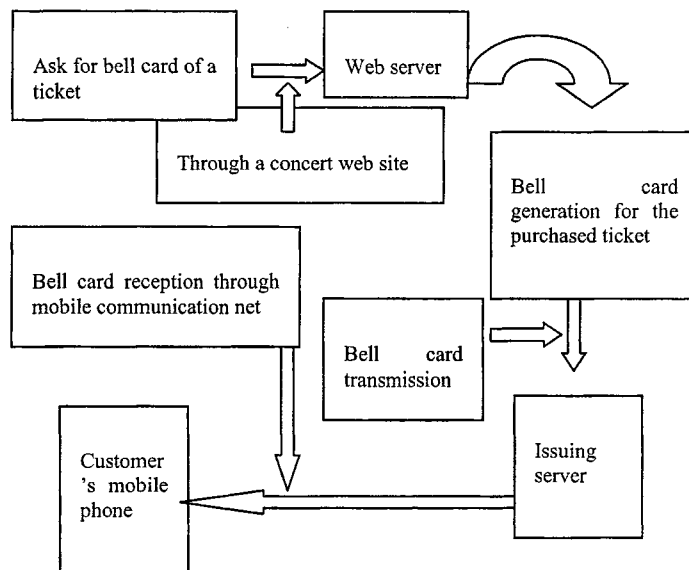 Ask for bell card of a
ticket
Web server
Through a concert web site
Bell card
generation for the
purchased ticket
Bell card reception through
mobile communication net
Bell card
transmission
Issuing
server
Customer
's mobile
phone